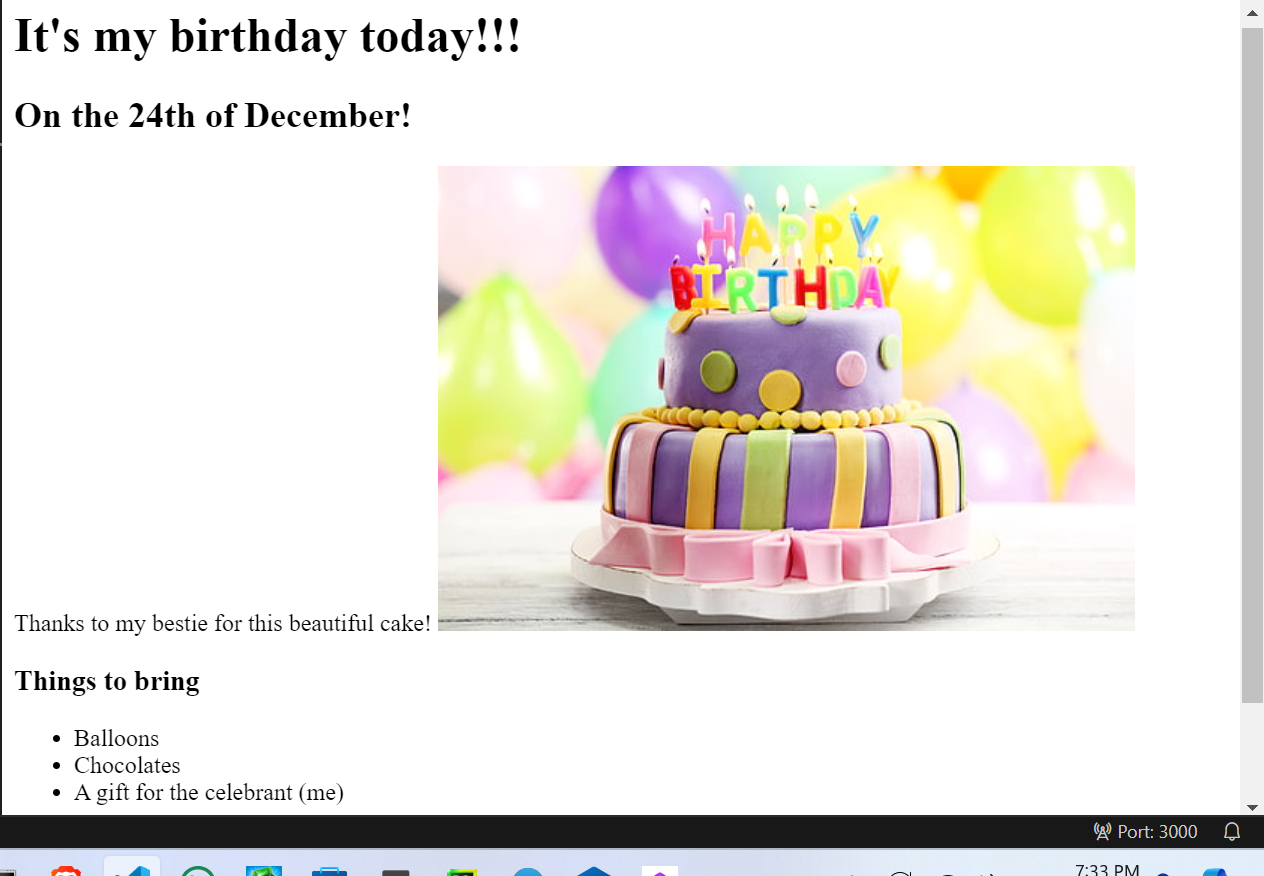 It's my birthday today!!!
On the 24th of December!
HAPPY
BIRTHDAY
Thanks to my bestie for this beautiful cake!
Things to bring
Balloons
Chocolates
A gift for the celebrant (me)
Port: 3000
7:33 PM